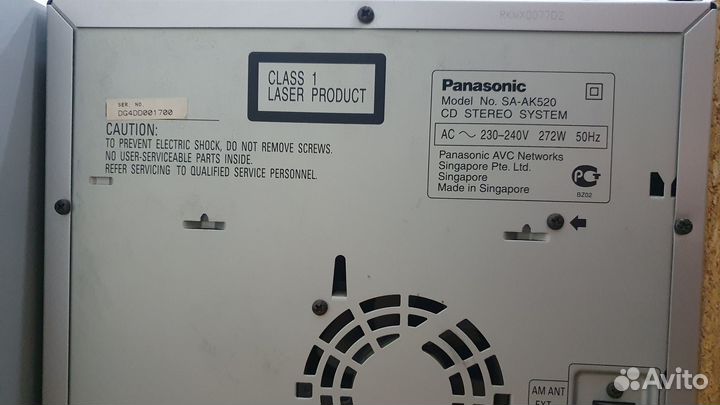 RKMX007702
CLASS 1
LASER PRODUCT
SER. NO.
DG4DD001700
CAUTION:
TO PREVENT ELECTRIC SHOCK, DO NOT REMOVE SCREWS.
NO USER-SERVICEABLE PARTS INSIDE.
REFER SERVICING TO QUALIFIED SERVICE PERSONNEL.
Panasonic
Model No. SA-AK520
CD STEREO SYSTEM
AC ~ 230-240V 272W 50Hz
Panasonic AVC Networks
Singapore Pte. Ltd.
Singapore
Made in Singapore
BZ02
AM ANT
EXT
Avito